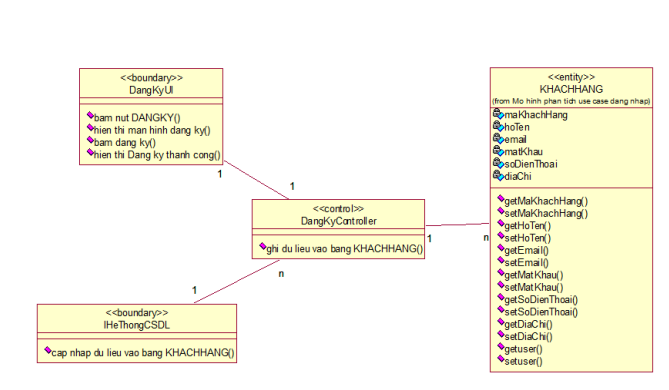 <<boundary>>
DangKyUI
bam nut DANGKY()
hien thi man hinh dang ky()
bam dang ky()
hien thi Dang ky thanh cong()
1
1
<<control>>
DangKyController
ghi du lieu vao bang KHACHHANG()
1
n
n
1
<<boundary>>
IHeThongCSDL
cap nhap du lieu vao bang KHACHHANG()
<<entity>>
KHACHHANG
(from Mo hinh phan tich use case dang nhap)
maKhachHang
hoTen
email
matKhau
soDienThoai
diaChi
getMaKhachHang()
setMaKhachHang()
getHoTen()
setHoTen()
getEmail()
setEmail()
getMatKhau()
setMatKhau()
getSoDienThoai()
setSoDienThoai()
getDiaChi()
setDiaChi()
getuser()
setuser()